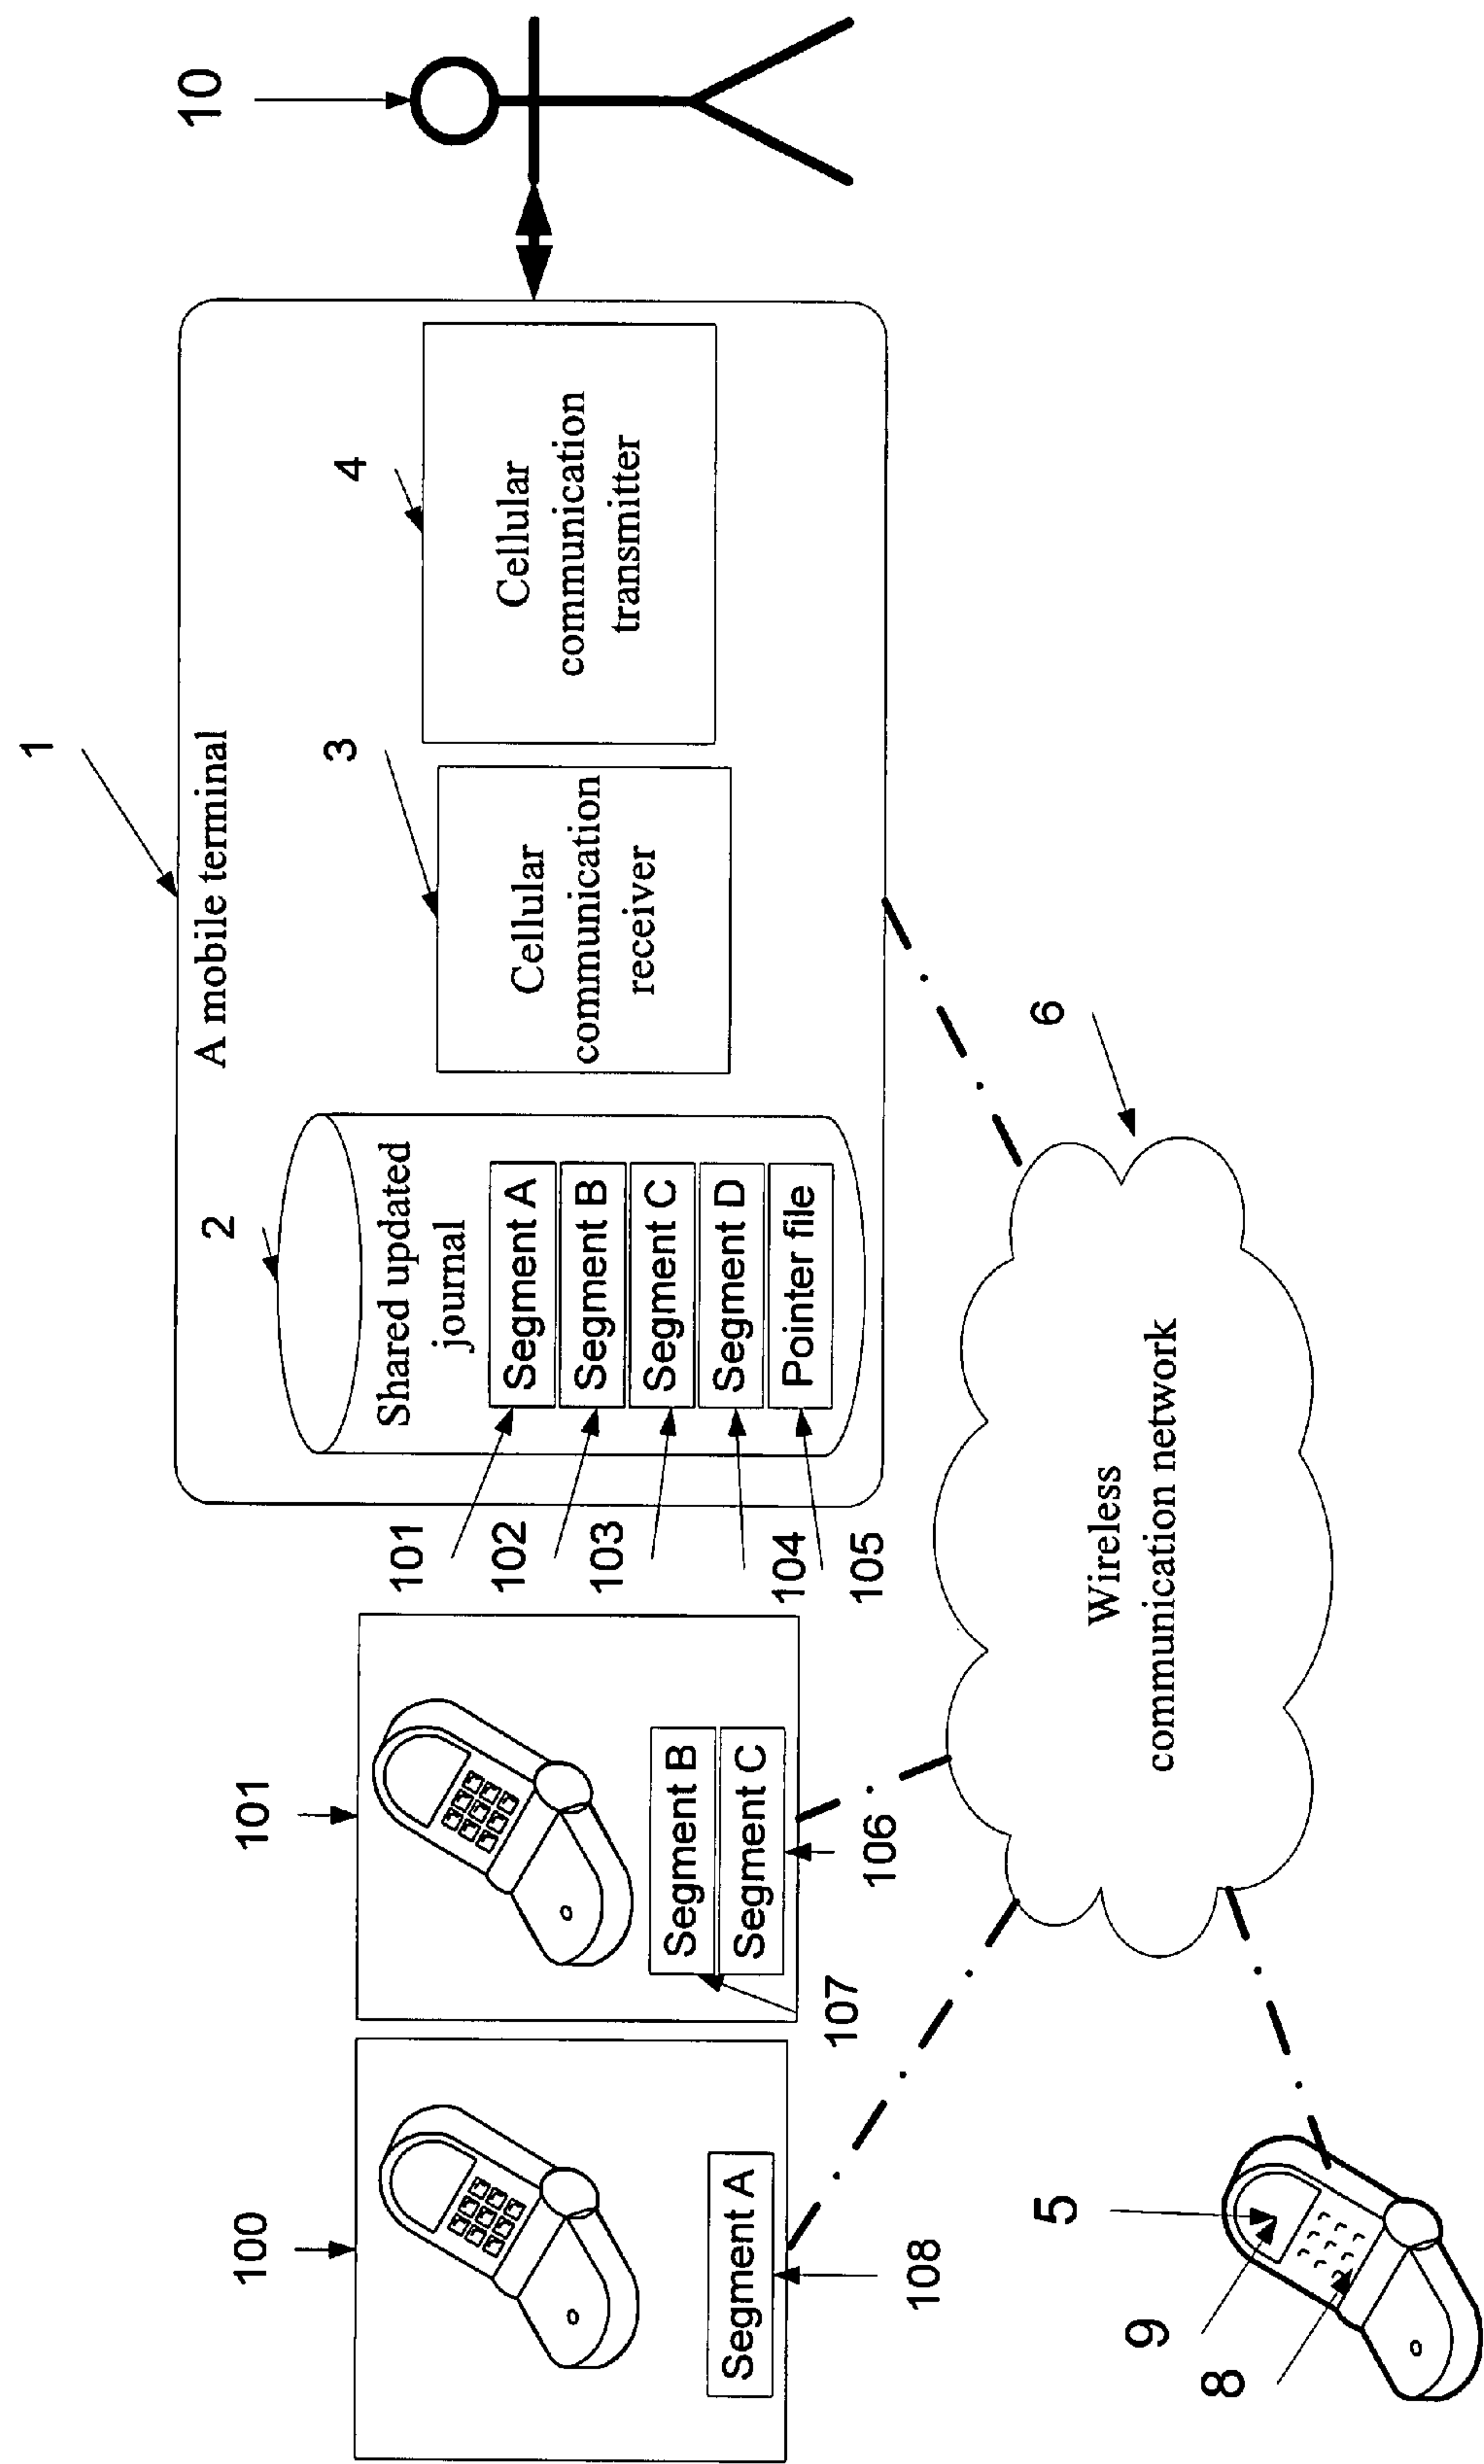 1
A mobile terminal
10
2
Shared updated
journal
Segment A
Segment B
Segment C
Segment D
Pointer file
3
Cellular
communication
receiver
4
Cellular
communication
transmitter
101
102
103
104
105
100
Segment A
108
101
Segment B
Segment C
107
106
6
Wireless
communication network
5
9
8